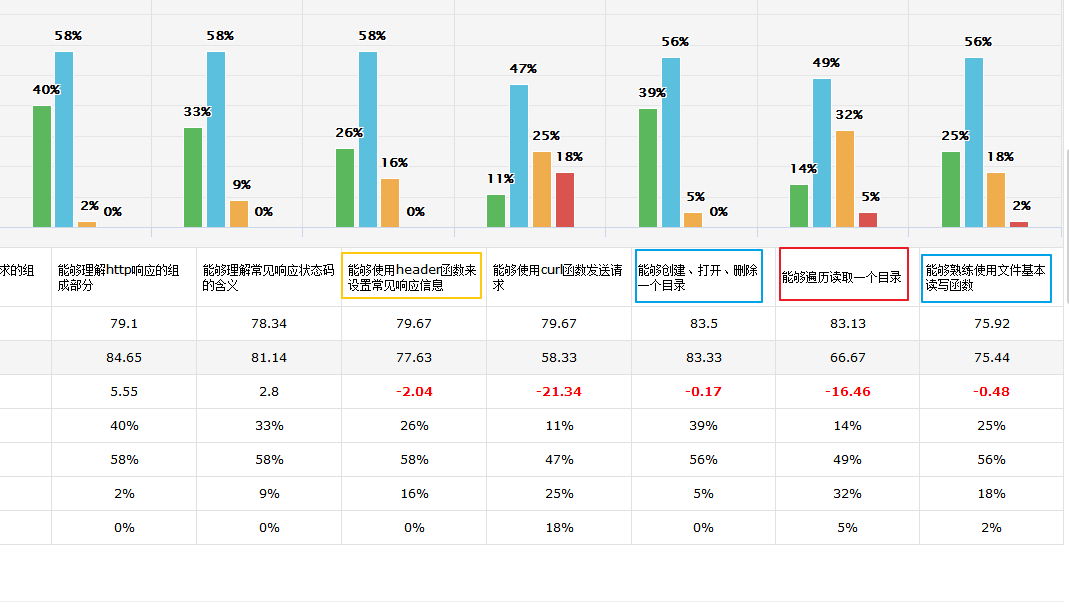 58% 58% 58% 47% 56% 49% 56%
40% 33% 26% 11% 39% 14% 25%
2% 9% 16% 25% 5% 32% 18%
0% 0% 0% 18% 0% 5% 2%
求的组
能够理解http响应的组
成部分
能够理解常见响应状态码
的含义
能够使用header函数来
设置常见响应信息
能够使用curl函数发送请
求
能够创建、打开、删除
一个目录
能够遍历读取一个目录
能够熟练使用文件基本
读写函数
79.1 78.34 79.67 79.67 83.5 83.13 75.92
84.65 81.14 77.63 58.33 83.33 66.67 75.44
5.55 2.8 -2.04 -21.34 -0.17 -16.46 -0.48
40% 33% 26% 11% 39% 14% 25%
58% 58% 58% 47% 56% 49% 56%
2% 9% 16% 25% 5% 32% 18%
0% 0% 0% 18% 0% 5% 2%